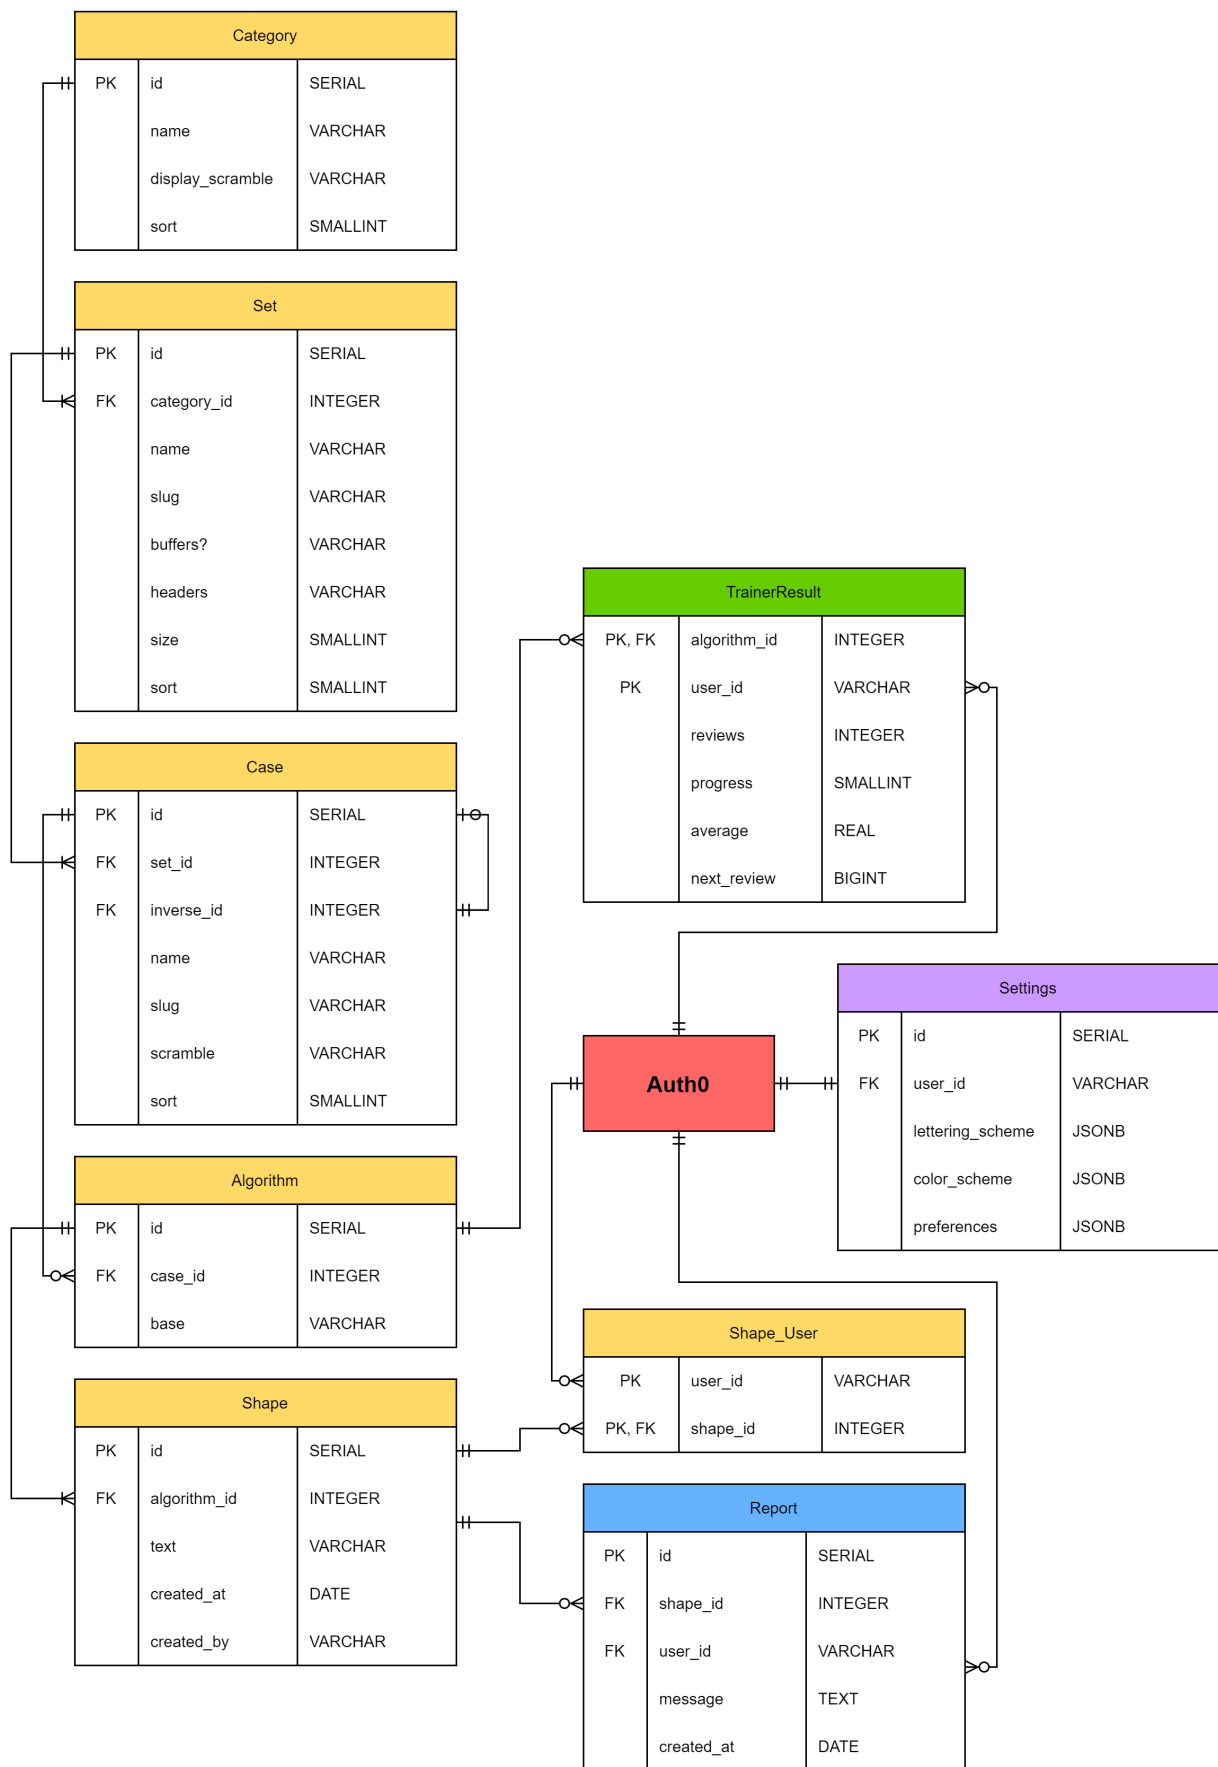 Category
PK id SERIAL
name VARCHAR
display_scramble VARCHAR
sort SMALLINT
Set
PK id SERIAL
FK category_id INTEGER
name VARCHAR
slug VARCHAR
buffers? VARCHAR
headers VARCHAR
size SMALLINT
sort SMALLINT
Case
PK id SERIAL
FK set_id INTEGER
FK inverse_id INTEGER
name VARCHAR
slug VARCHAR
scramble VARCHAR
sort SMALLINT
Algorithm
PK id SERIAL
FK case_id INTEGER
base VARCHAR
Shape
PK id SERIAL
FK algorithm_id INTEGER
text VARCHAR
created_at DATE
created_by VARCHAR
TrainerResult
PK, FK algorithm_id INTEGER
PK user_id VARCHAR
reviews INTEGER
progress SMALLINT
average REAL
next_review BIGINT
Settings
PK id SERIAL
FK user_id VARCHAR
lettering_scheme JSONB
color_scheme JSONB
preferences JSONB
Auth0
Shape_User
PK user_id VARCHAR
PK, FK shape_id INTEGER
Report
PK id SERIAL
FK shape_id INTEGER
FK user_id VARCHAR
message TEXT
created_at DATE